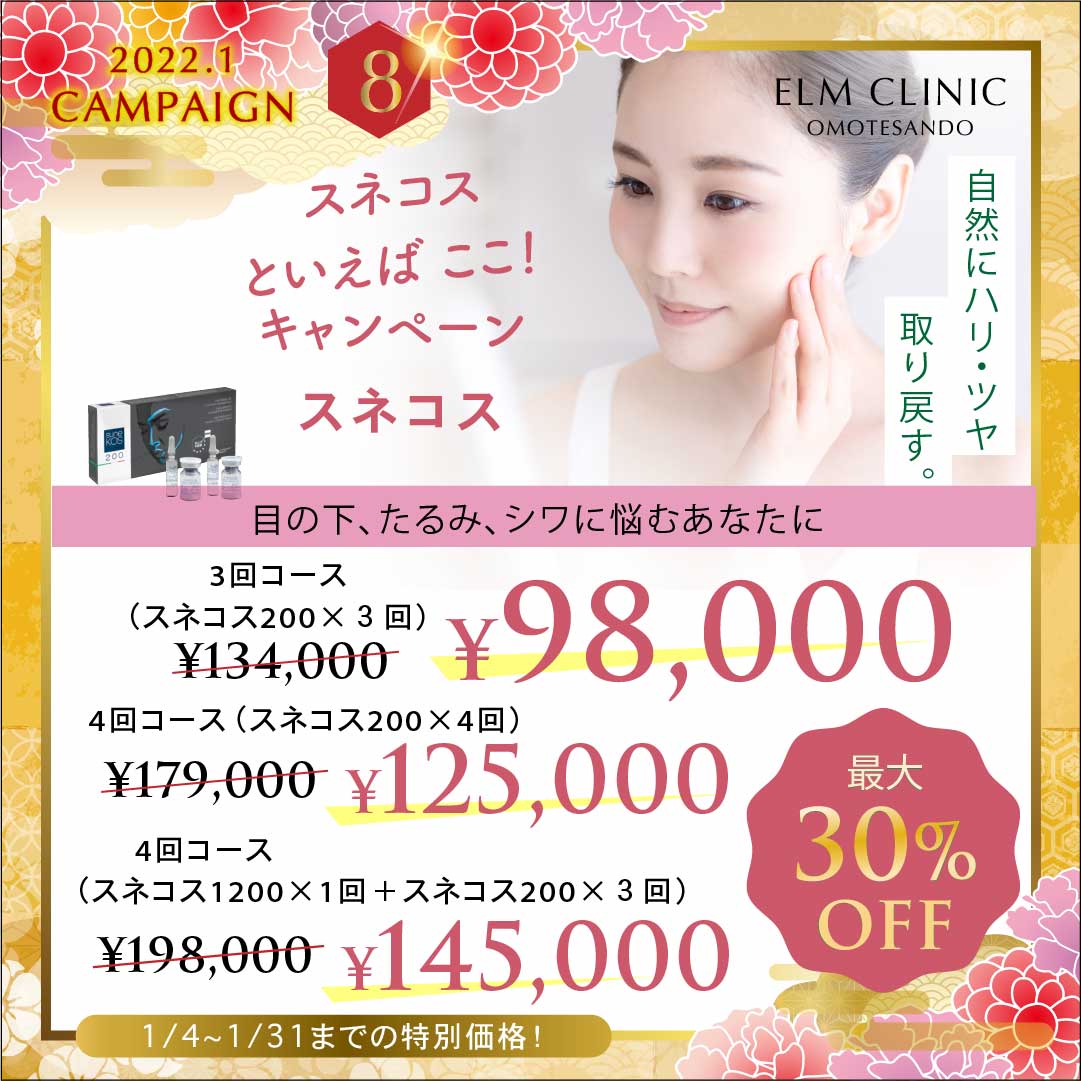 2022.1
CAMPAIGN
8
ELM CLINIC
OMOTESANDO
スネコス
といえば ここ!
キャンペーン
スネコス
自然にハリ・ツヤ
取り戻す。
sune
KOS
200
目の下、たるみ、シワに悩むあなたに
3回コース
(スネコス200×3回)
¥134,000
¥98,000
4回コース(スネコス200×4回)
¥179,000
¥125,000
4回コース
(スネコス1200×1回+スネコス200×3回)
¥198,000
¥145,000
最大
30%
OFF
1/4~1/31までの特別価格!